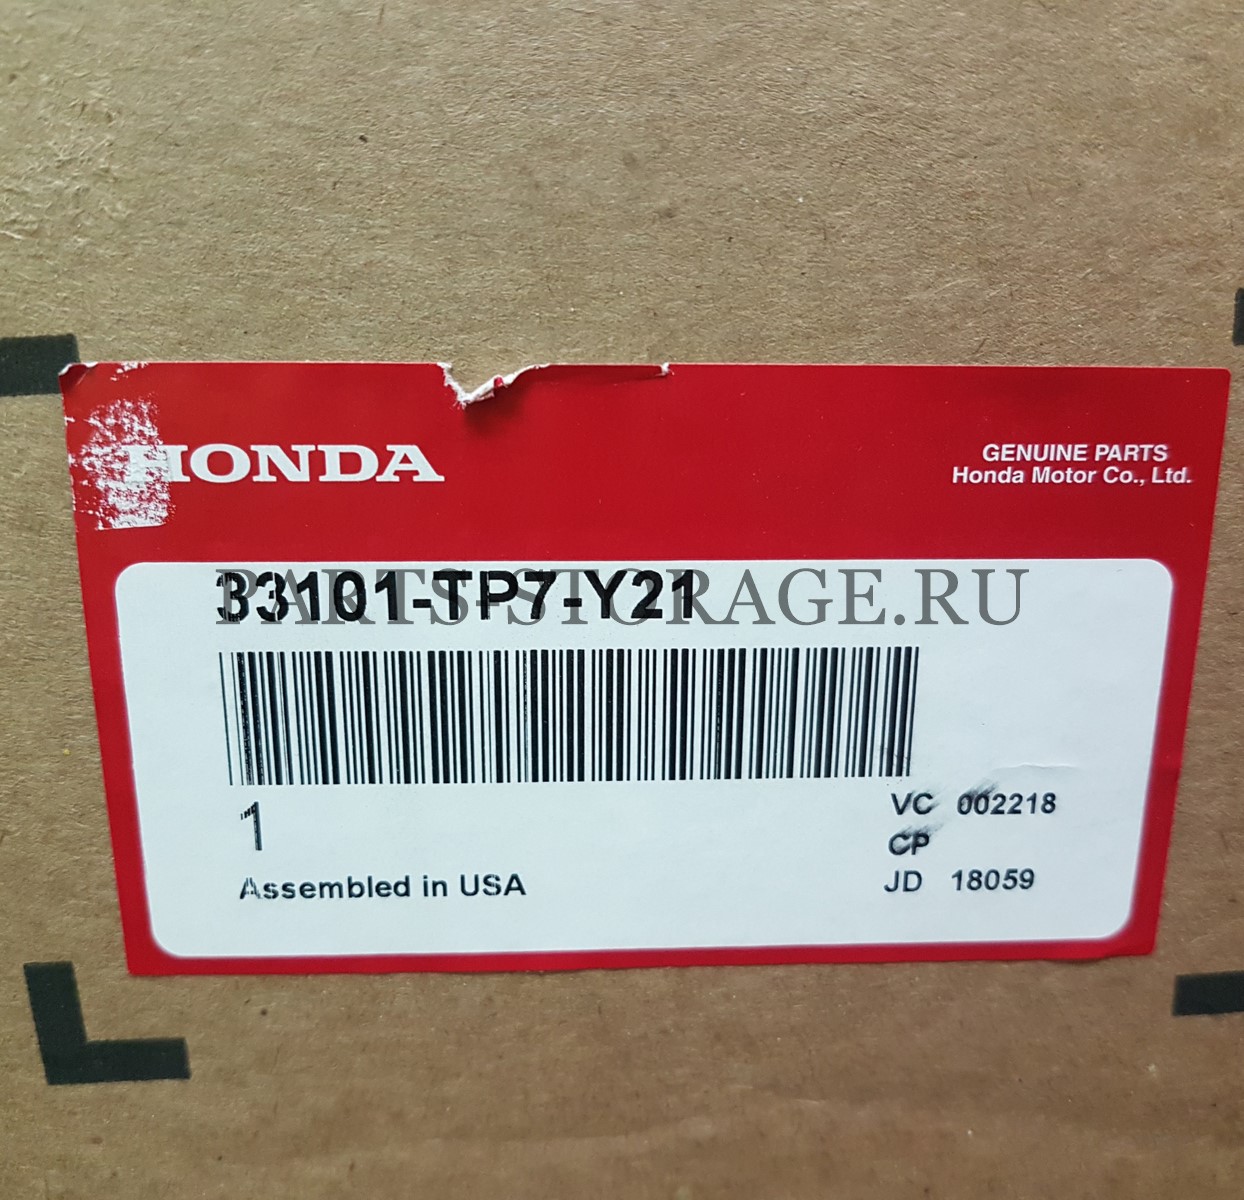 HONDA
GENUINE PARTS
Honda Motor Co., Ltd.
33101-TP7-Y21
PARTS-STORAGE.RU
1
VC 002218
CP
Assembled in USA
JD 18059